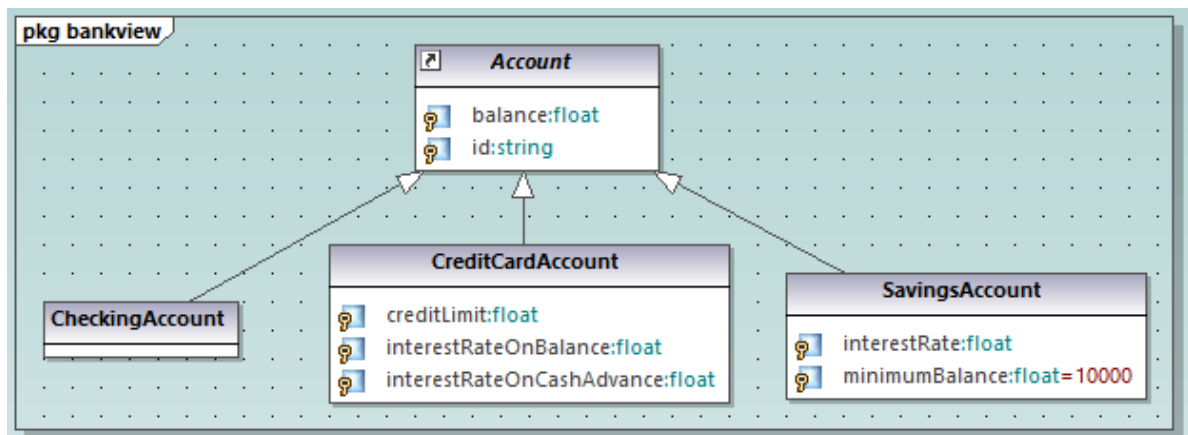 pkg bankview
Account
balance:float
id:string
CheckingAccount
CreditCardAccount
creditLimit:float
interestRateOnBalance:float
interestRateOnCashAdvance:float
SavingsAccount
interestRate:float
minimumBalance:float=10000